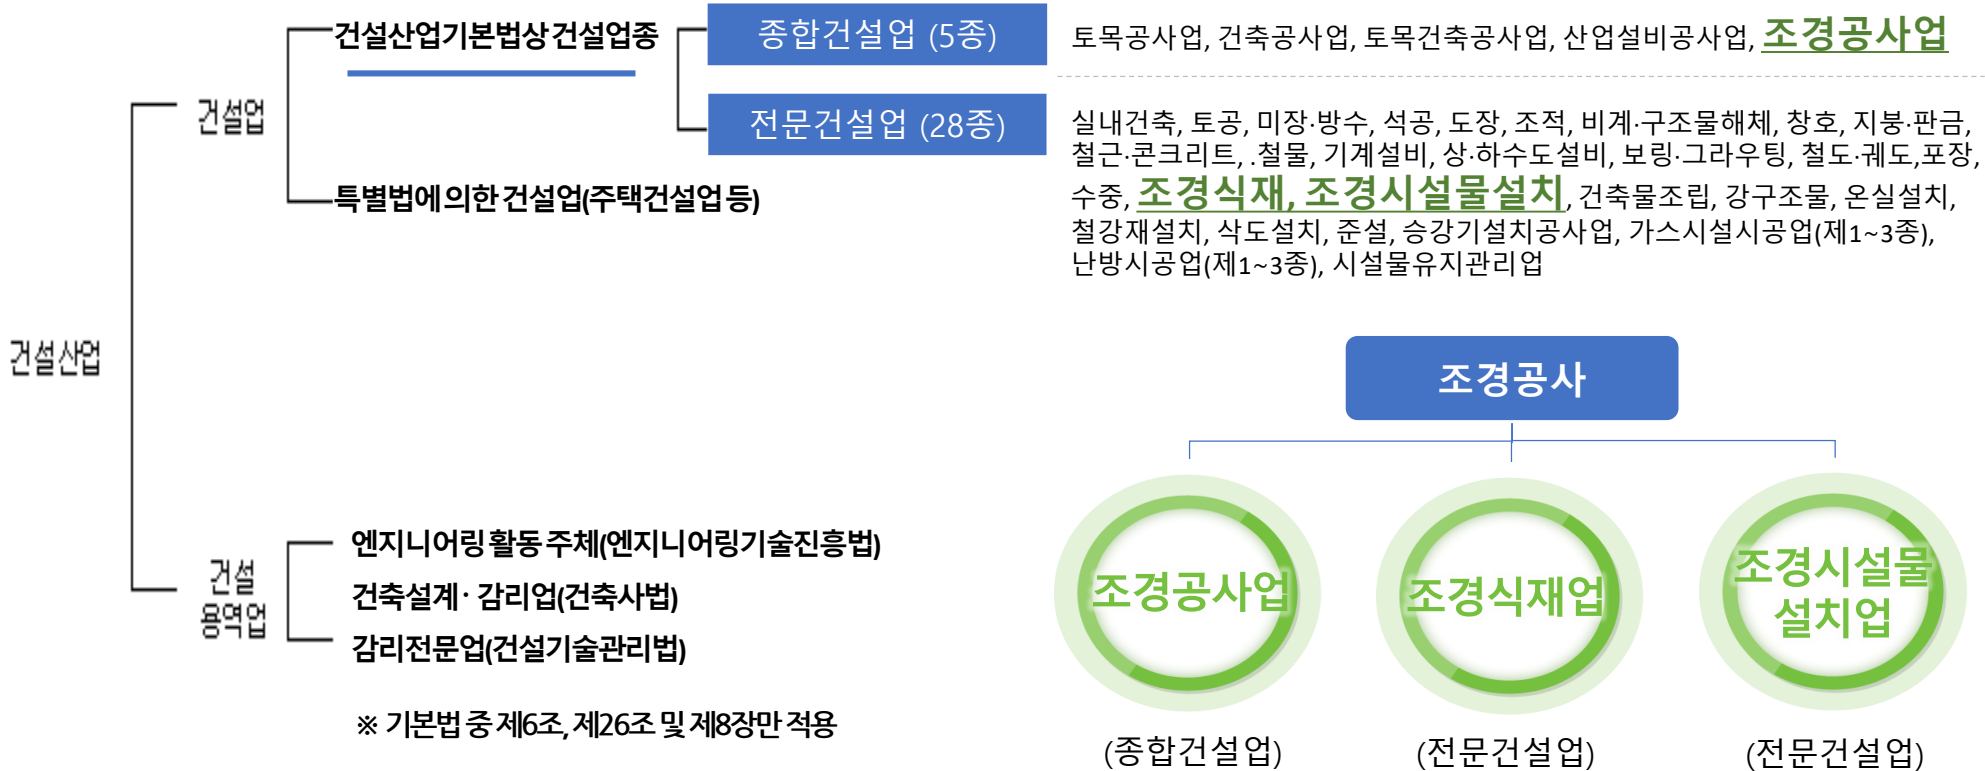 건설산업기본법상 건설업종
종합건설업 (5종)
토목공사업, 건축공사업, 토목건축공사업, 산업설비공사업, 조경공사업
건설업
전문건설업 (28종)
실내건축, 토공, 미장·방수, 석공, 도장, 조적, 비계·구조물해체, 창호, 지붕·판금,
철근·콘크리트, .철물, 기계설비, 상·하수도설비, 보링·그라우팅, 철도·궤도,포장,
수중, 조경식재, 조경시설물설치, 건축물조립, 강구조물, 온실설치,
철강재설치, 삭도설치, 준설, 승강기설치공사업, 가스시설시공업(제1~3종),
난방시공업(제1~3종), 시설물유지관리업
특별법에 의한 건설업(주택건설업 등)
건설산업
건설
용역업
엔지니어링 활동 주체(엔지니어링기술진흥법)
건축설계· 감리업(건축사법)
감리전문업(건설기술관리법)
※ 기본법 중 제6조, 제26조 및 제8장만 적용
조경공사
조경공사업
(종합건설업)
조경식재업
(전문건설업)
조경시설물
설치업
(전문건설업)